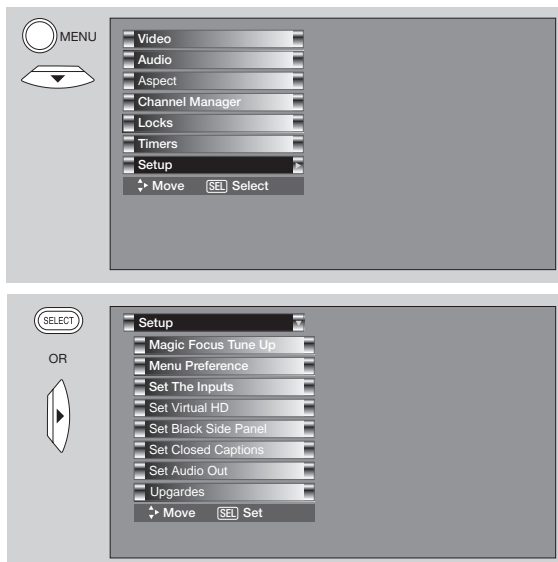 MENU
Video
Audio
Aspect
Channel Manager
Locks
Timers
Setup
Move SEL Select
SELECT
OR
Setup
Magic Focus Tune Up
Menu Preference
Set The Inputs
Set Virtual HD
Set Black Side Panel
Set Closed Captions
Set Audio Out
Upgardes
Move SEL Set